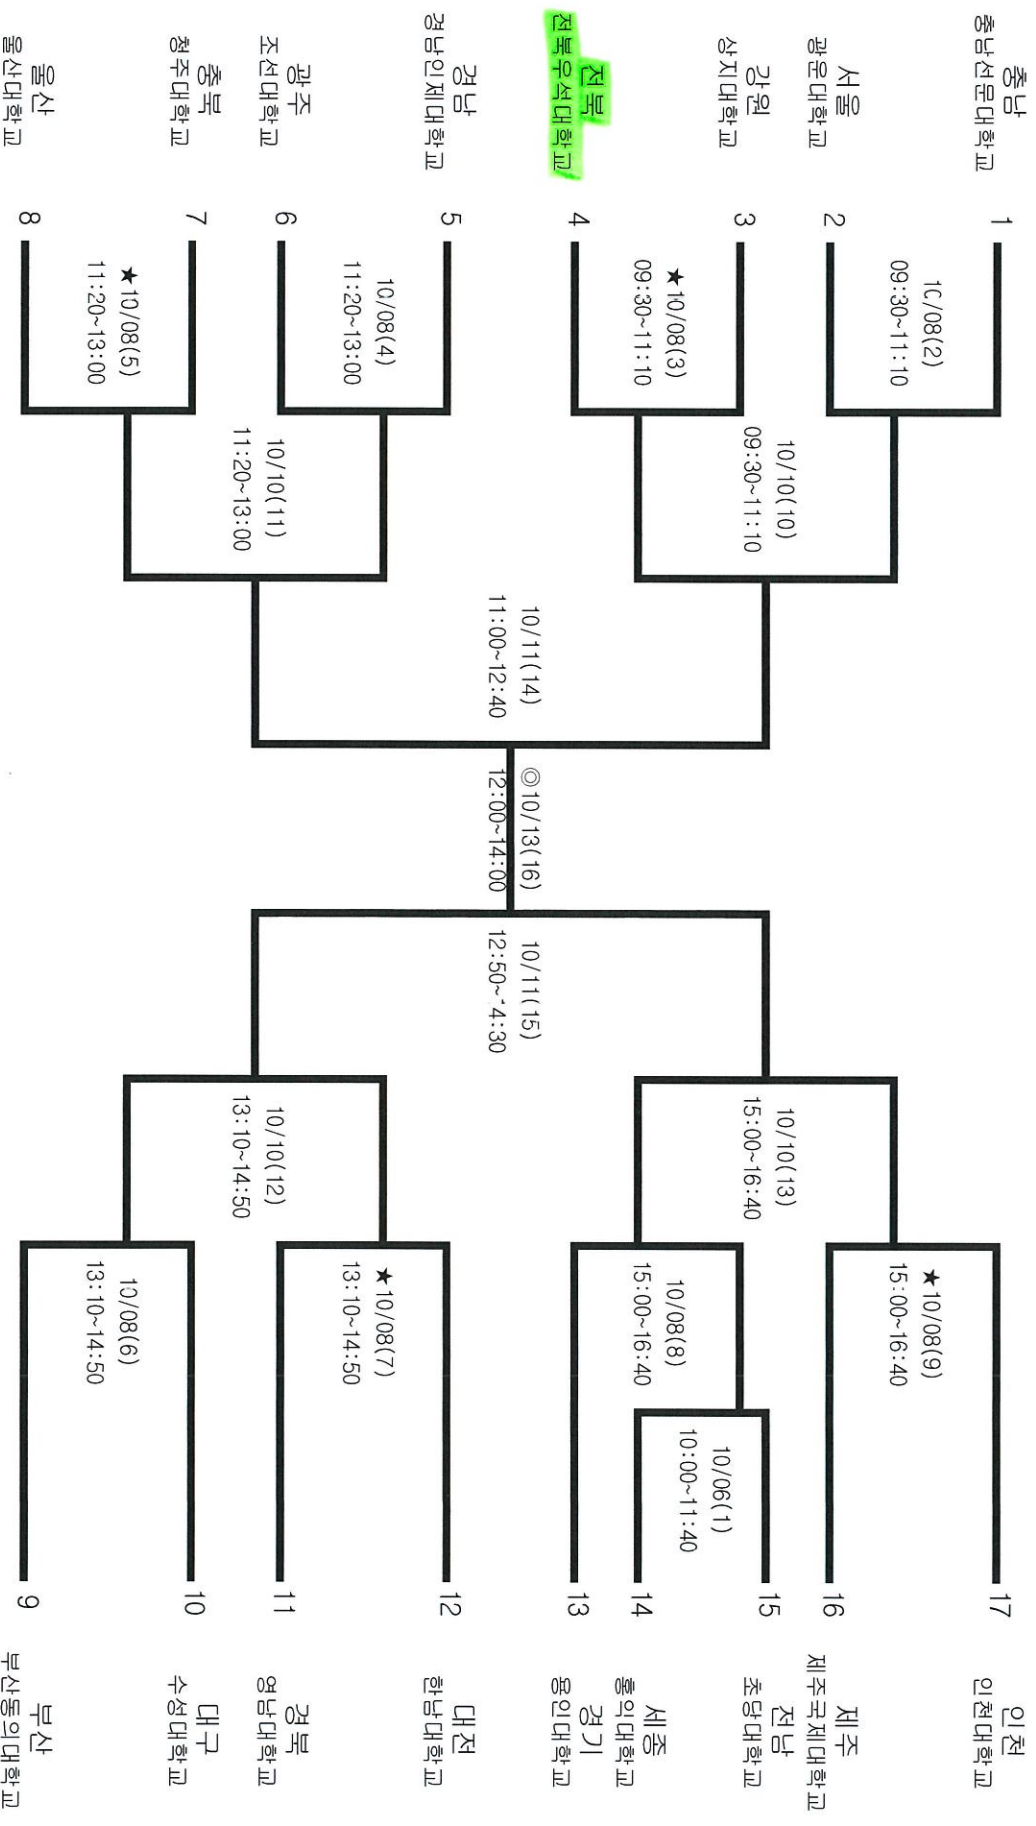 충남
충남선문대학교
1
서울
광운대학교
2
강원
상지대학교
3
전북
전북우석대학교
4
경남
경남인제대학교
5
광주
조선대학교
6
충북
청주대학교
7
울산
울산대학교
8
10/08(2)
09:30~11:10
★10/08(3)
09:30~11:10
10/08(4)
11:20~13:00
★10/08(5)
11:20~13:00
10/10(10)
09:30~11:10
10/10(11)
11:20~13:00
10/11(14)
11:00~12:40
◎10/13(16)
12:00~14:00
10/11(15)
12:50~14:30
10/10(13)
15:00~16:40
10/10(12)
13:10~14:50
★10/08(9)
15:00~16:40
10/08(8)
15:00~16:40
★10/08(7)
13:10~14:50
10/08(6)
13:10~14:50
10/06(1)
10:00~11:40
17
인천
인천대학교
16
제주
제주국제대학교
15
전남
초당대학교
14
세종
홍익대학교
13
경기
용인대학교
12
대전
한남대학교
11
경북
영남대학교
10
대구
수성대학교
9
부산
부산동의대학교